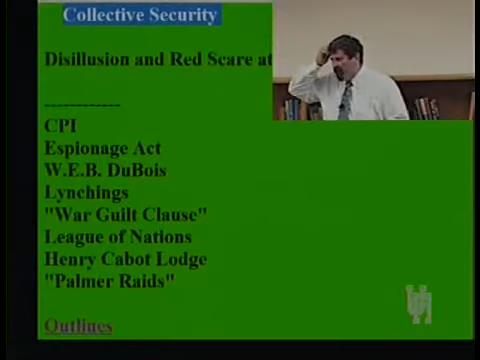 Collective Security
Disillusion and Red Scare at
------------
CPI
Espionage Act
W.E.B. DuBois
Lynchings
"War Guilt Clause"
League of Nations
Henry Cabot Lodge
"Palmer Raids"
Outlines